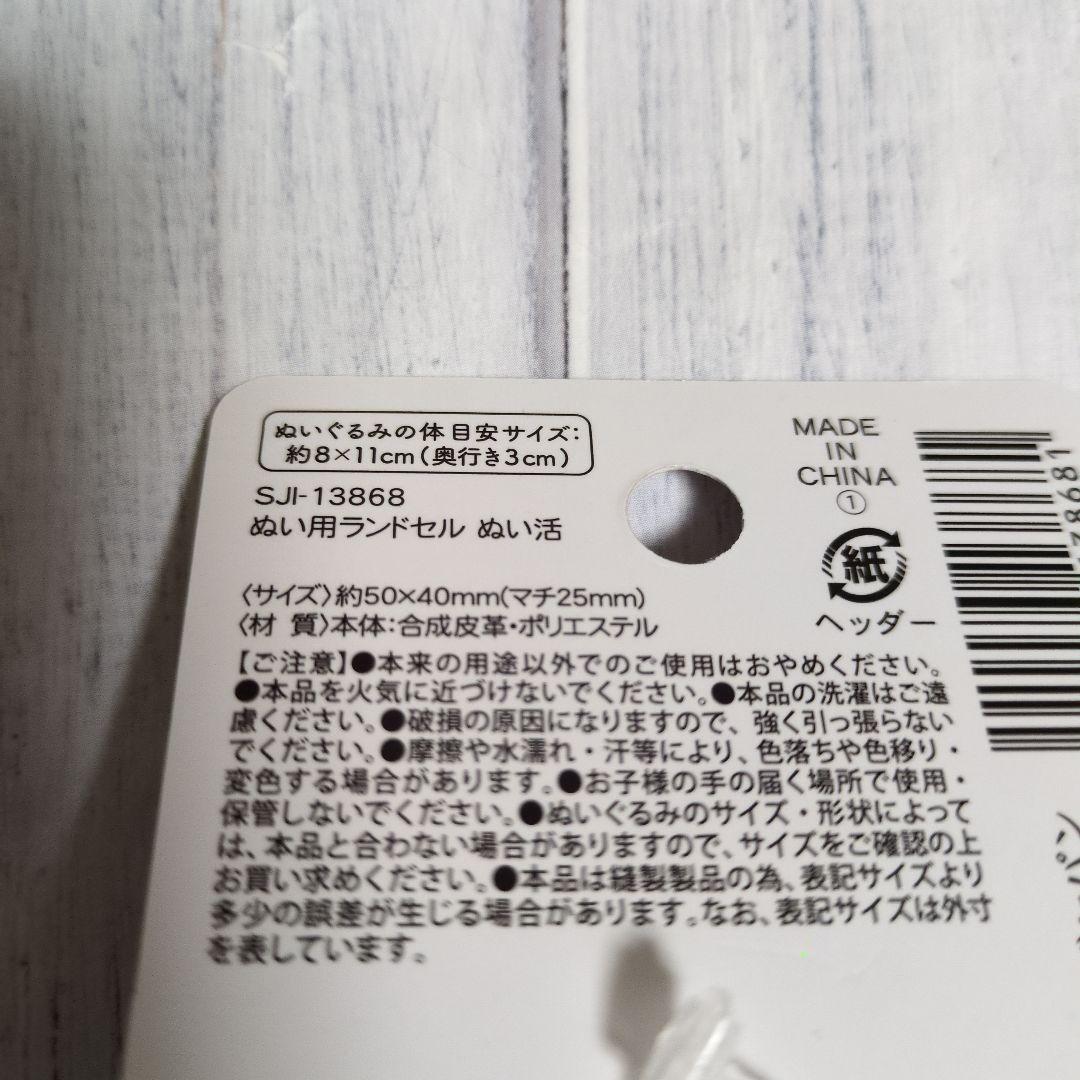 ぬいぐるみの体 目安サイズ:
約8×11cm(奥行き3cm)
SJI-13868
ぬい用ランドセル ぬい活
〈サイズ〉約50×40mm(マチ25mm)
〈材 質〉本体:合成皮革・ポリエステル
【ご注意】●本来の用途以外でのご使用はおやめください。
●本品を火気に近づけないでください。●本品の洗濯はご遠
慮ください。●破損の原因になりますので、強く引っ張らない
でください。●摩擦や水濡れ・汗等により、色落ちや色移り・
変色する場合があります。●お子様の手の届く場所で使用・
保管しないでください。●ぬいぐるみのサイズ・形状によって
は、本品と合わない場合がありますので、サイズをご確認の上
お買い求めください。●本品は縫製製品の為、表記サイズより
多少の誤差が生じる場合があります。なお、表記サイズは外寸
を表しています。
MADE
IN
CHINA
①
紙
ヘッダー
38681